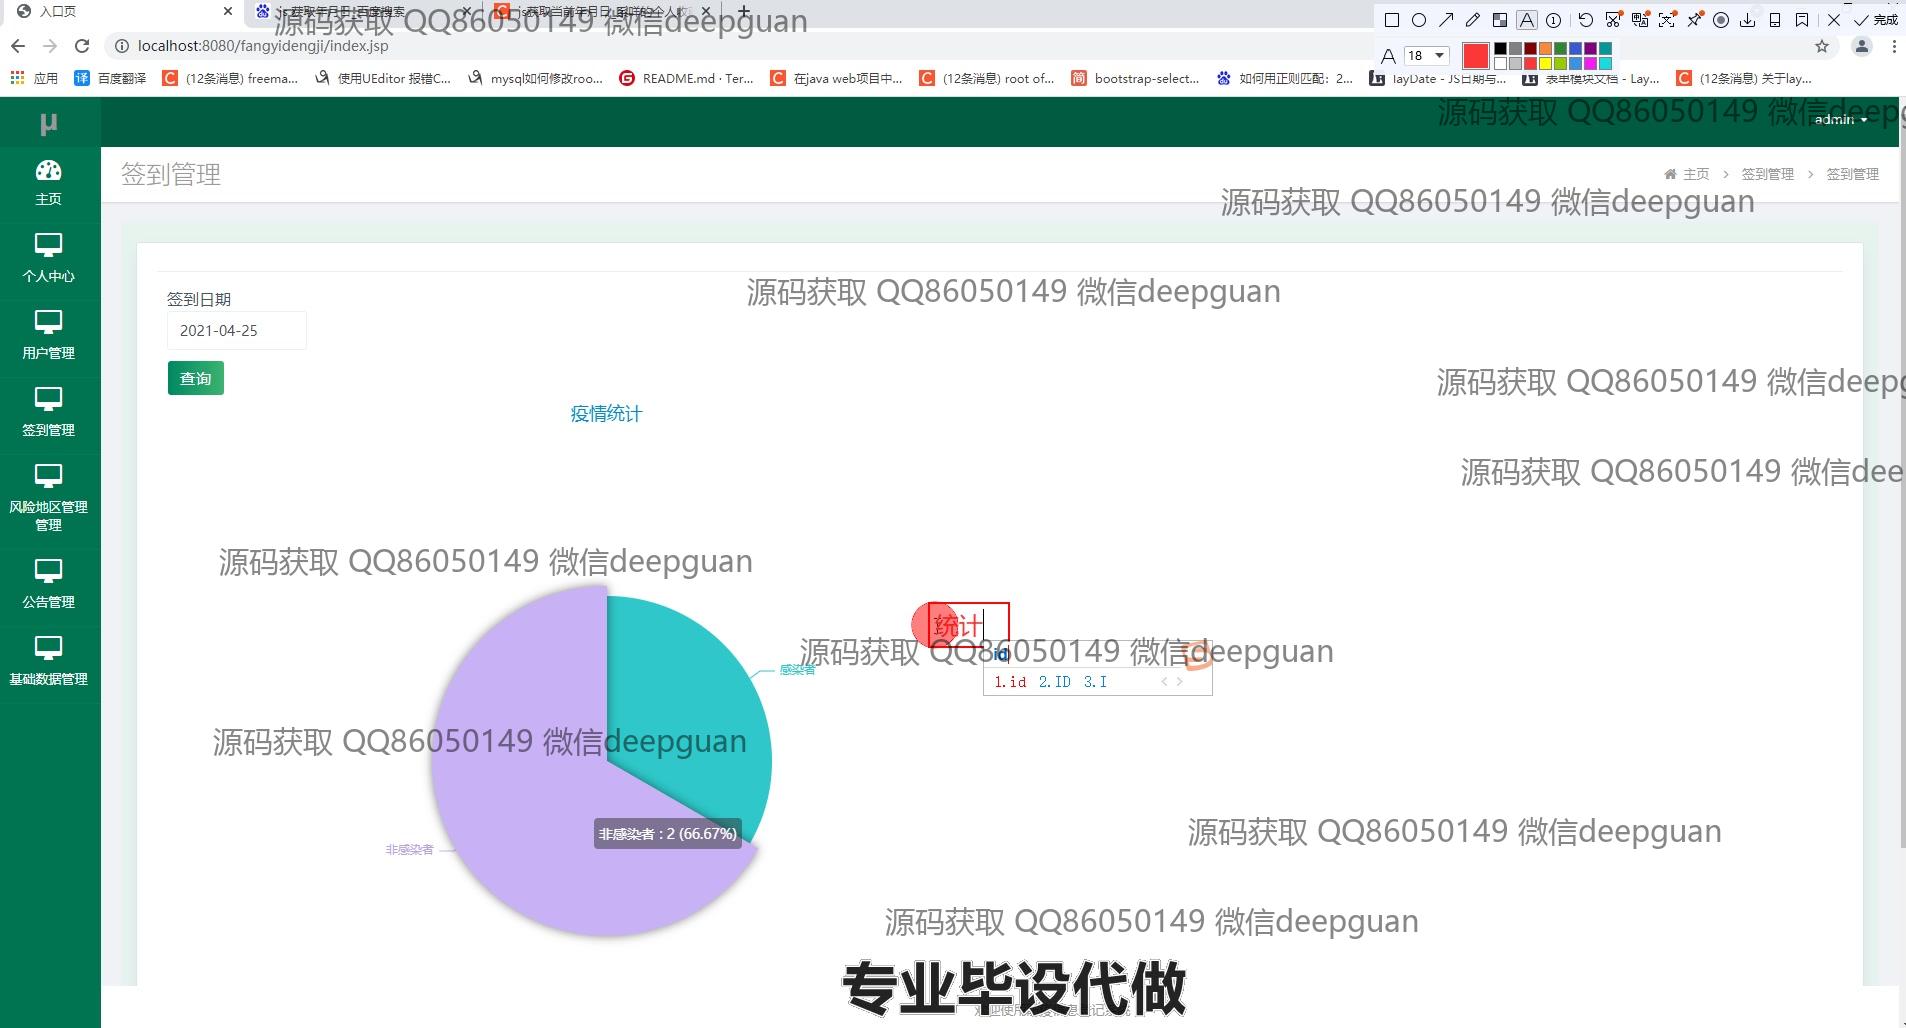 入口页
js 获取年月日_百度搜索
源码获取 QQ86050149 微信deepguan
完成
localhost:8080/fangyidengji/index.jsp
18
应用
百度翻译
(12条消息) freema...
使用UEditor 报错C...
mysql如何修改roo...
README.md · Ter...
在java web项目中...
(12条消息) root of...
bootstrap-select...
如何用正则匹配：2...
layDate - JS日期与...
表单模块文档 - Lay...
(12条消息) 关于lay...
μ
源码获取 QQ86050149 微信deepg
admin
主页
签到管理
主页 > 签到管理 > 签到管理
源码获取 QQ86050149 微信deepguan
个人中心
源码获取 QQ86050149 微信deepguan
签到日期
2021-04-25
用户管理
查询
源码获取 QQ86050149 微信deepg
疫情统计
签到管理
源码获取 QQ86050149 微信dee
风险地区管理
管理
源码获取 QQ86050149 微信deepguan
公告管理
统计
源码获取 QQ86050149 微信deepguan
id
感染者
1.id 2.ID 3.I
基础数据管理
源码获取 QQ86050149 微信deepguan
非感染者 : 2 (66.67%)
非感染者
源码获取 QQ86050149 微信deepguan
源码获取 QQ86050149 微信deepguan
专业毕设代做